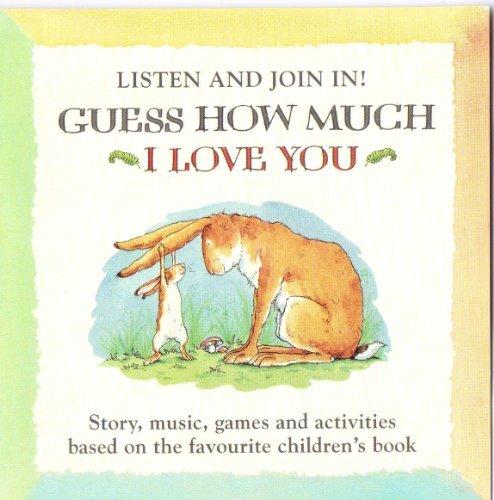 LISTEN AND JOIN IN!
GUESS HOW MUCH
I LOVE YOU
Story, music, games and activities
based on the favourite children's book